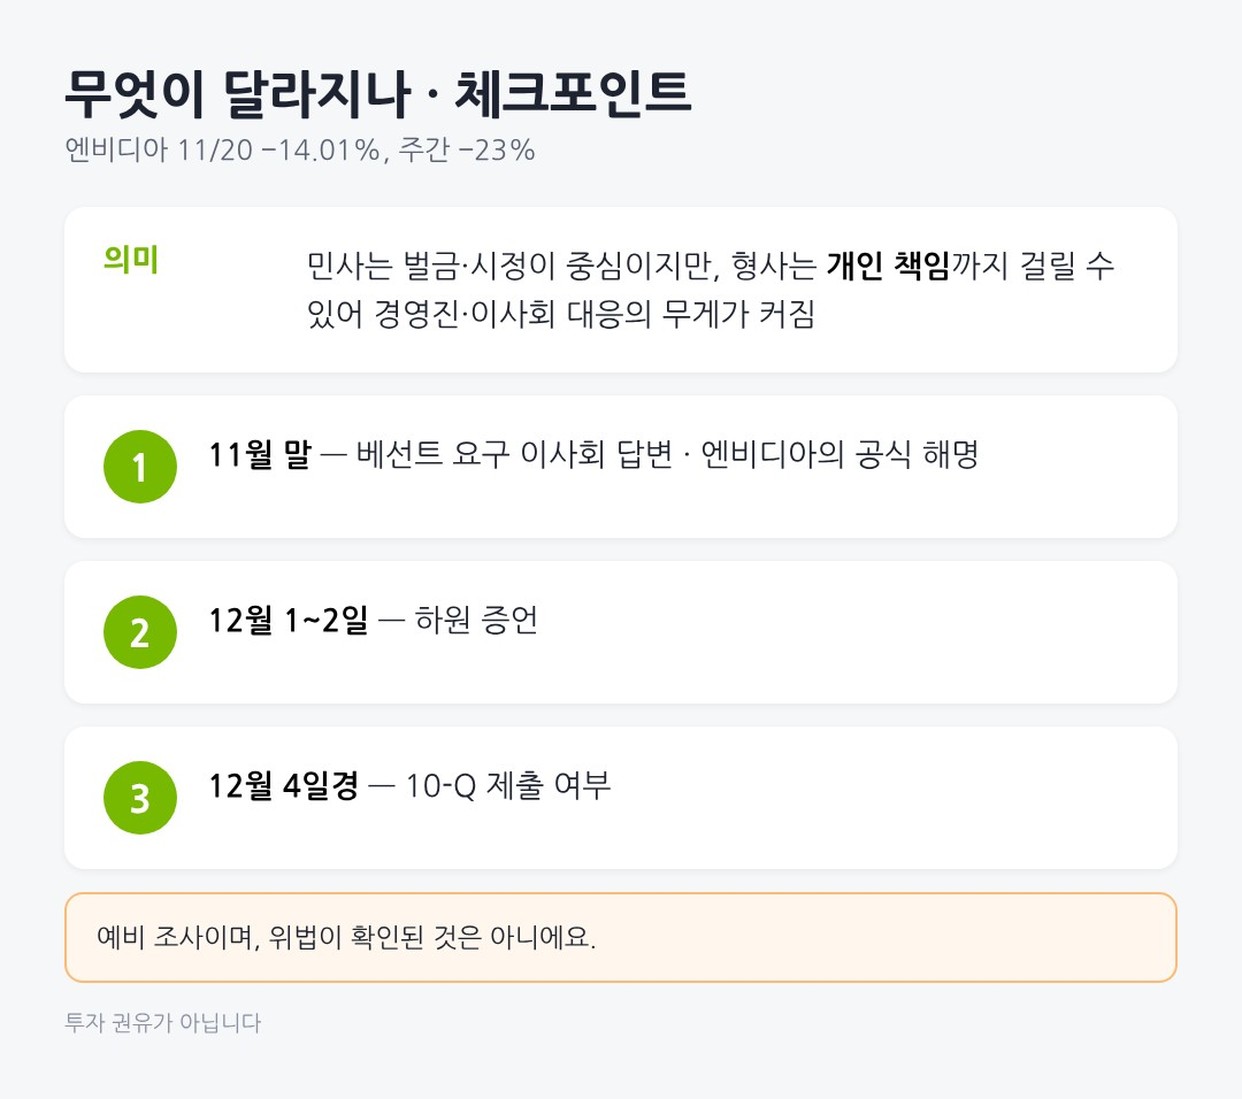 무엇이 달라지나 · 체크포인트
엔비디아 11/20 −14.01%, 주간 −23%
의미
민사는 벌금·시정이 중심이지만, 형사는 개인 책임까지 걸릴 수
있어 경영진·이사회 대응의 무게가 커짐
1
11월 말 — 베선트 요구 이사회 답변 · 엔비디아의 공식 해명
2
12월 1~2일 — 하원 증언
3
12월 4일경 — 10-Q 제출 여부
예비 조사이며, 위법이 확인된 것은 아니에요.
투자 권유가 아닙니다